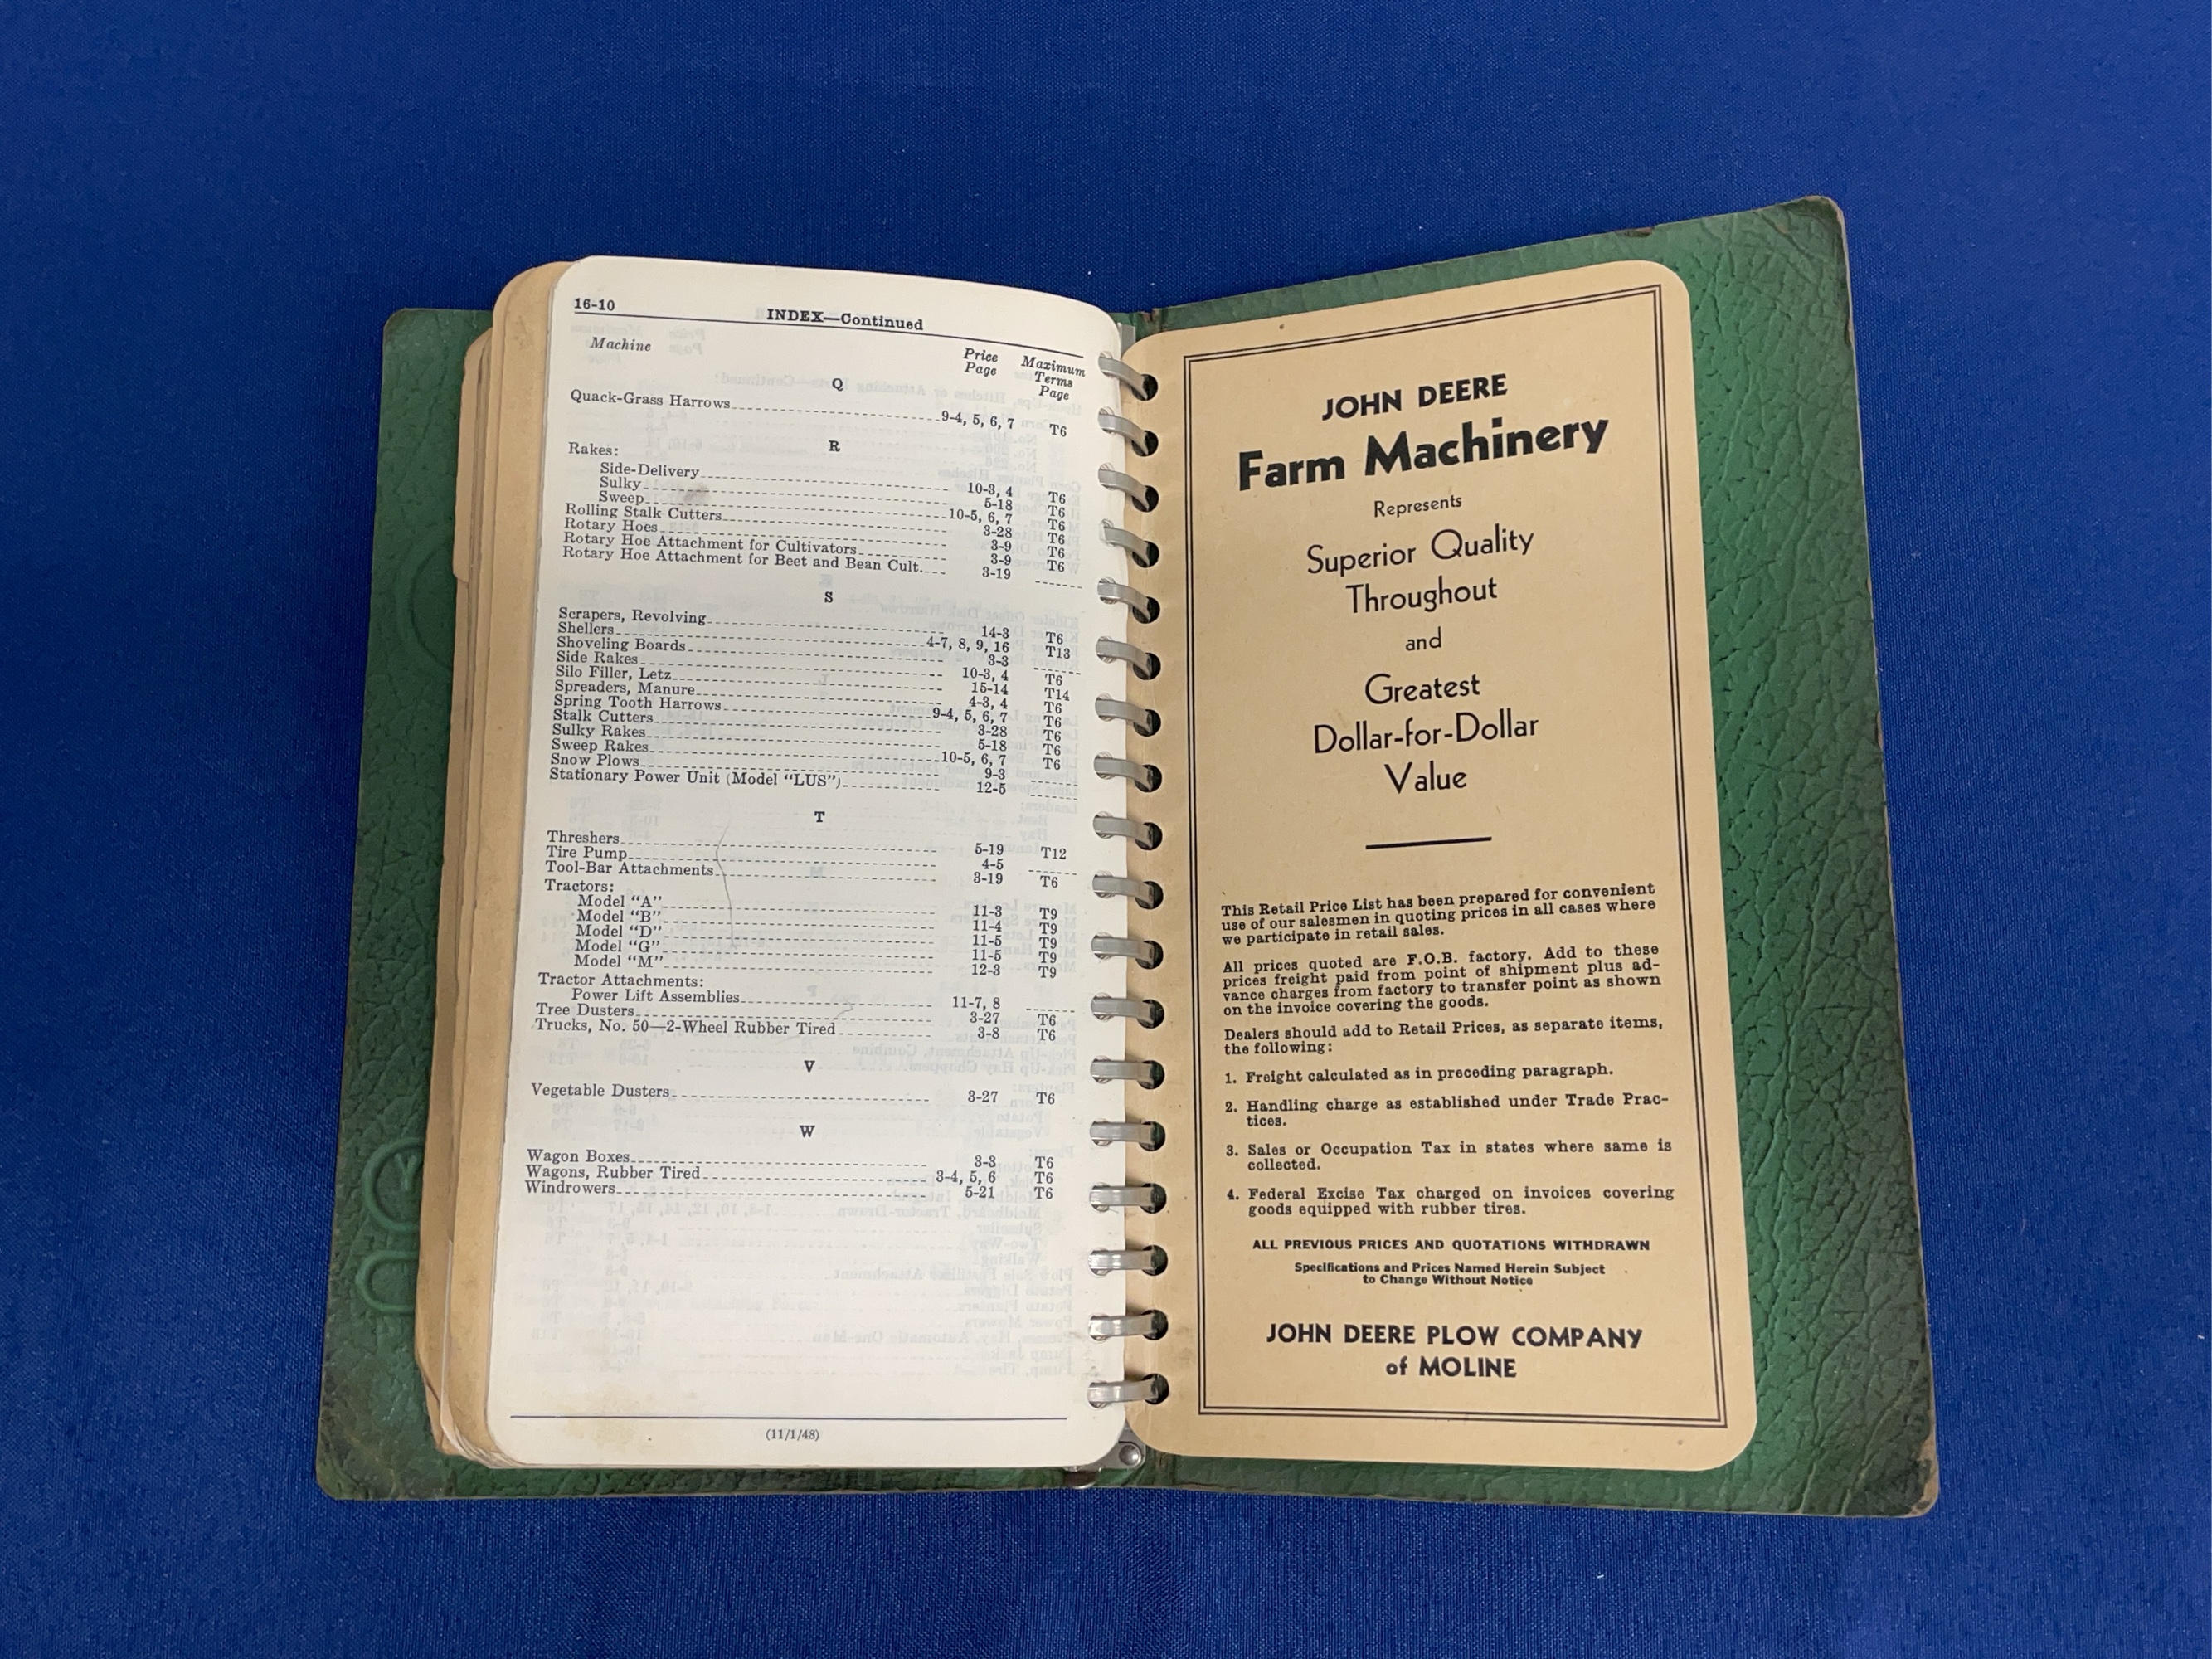 16-10
INDEX—Continued
Machine Price Page Maximum Terms Page
Q
Quack-Grass Harrows 9-4, 5, 6, 7 T6
R
Rakes:
Side-Delivery 10-3, 4 T6
Sulky 5-18 T6
Sweep 10-5, 6, 7 T6
Rolling Stalk Cutters 3-28 T6
Rotary Hoes 3-9 T6
Rotary Hoe Attachment for Cultivators 3-9 T6
Rotary Hoe Attachment for Beet and Bean Cult. 3-19
S
Scrapers, Revolving 14-3 T6
Shellers 4-7, 8, 9, 16 T13
Shoveling Boards 3-3
Side Rakes 10-3, 4 T6
Silo Filler, Letz 15-14 T14
Spreaders, Manure 4-3, 4 T6
Spring Tooth Harrows 9-4, 5, 6, 7 T6
Stalk Cutters 3-28 T6
Sulky Rakes 5-18 T6
Sweep Rakes 10-5, 6, 7 T6
Snow Plows 9-3
Stationary Power Unit (Model "LUS") 12-5
T
Threshers 5-19 T12
Tire Pump 4-5
Tool-Bar Attachments 3-19 T6
Tractors:
Model "A" 11-3 T9
Model "B" 11-4 T9
Model "D" 11-5 T9
Model "G" 11-5 T9
Model "M" 12-3 T9
Tractor Attachments:
Power Lift Assemblies 11-7, 8
Tree Dusters 3-27 T6
Trucks, No. 50—2-Wheel Rubber Tired 3-8 T6
V
Vegetable Dusters 3-27 T6
W
Wagon Boxes 3-3 T6
Wagons, Rubber Tired 3-4, 5, 6 T6
Windrowers 5-21 T6
(11/1/48)
JOHN DEERE
Farm Machinery
Represents
Superior Quality
Throughout
and
Greatest
Dollar-for-Dollar
Value
This Retail Price List has been prepared for convenient
use of our salesmen in quoting prices in all cases where
we participate in retail sales.
All prices quoted are F.O.B. factory. Add to these
prices freight paid from point of shipment plus ad-
vance charges from factory to transfer point as shown
on the invoice covering the goods.
Dealers should add to Retail Prices, as separate items,
the following:
1. Freight calculated as in preceding paragraph.
2. Handling charge as established under Trade Prac-
tices.
3. Sales or Occupation Tax in states where same is
collected.
4. Federal Excise Tax charged on invoices covering
goods equipped with rubber tires.
ALL PREVIOUS PRICES AND QUOTATIONS WITHDRAWN
Specifications and Prices Named Herein Subject
to Change Without Notice
JOHN DEERE PLOW COMPANY
of MOLINE